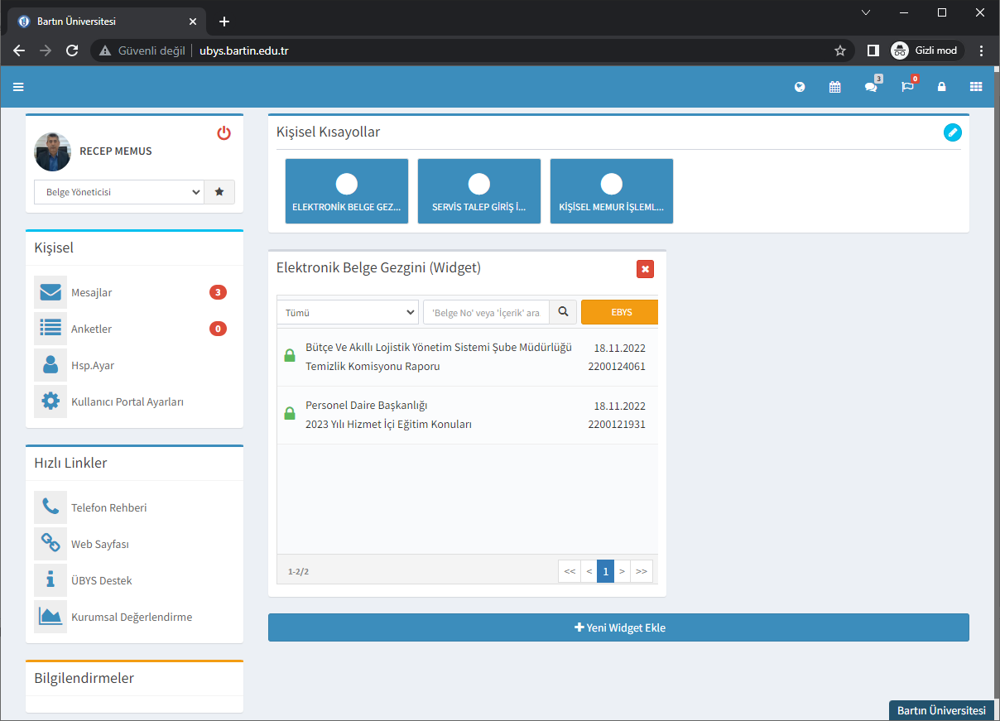 Bartın Üniversitesi
Güvenli değil
ubys.bartin.edu.tr
Gizli mod
3
0
RECEP MEMUS
Belge Yöneticisi
Kişisel
Mesajlar
3
Anketler
0
Hsp.Ayar
Kullanıcı Portal Ayarları
Hızlı Linkler
Telefon Rehberi
Web Sayfası
ÜBYS Destek
Kurumsal Değerlendirme
Bilgilendirmeler
Kişisel Kısayollar
ELEKTRONİK BELGE GEZ...
SERVİS TALEP GİRİŞ İ...
KİŞİSEL MEMUR İŞLEML...
Elektronik Belge Gezgini (Widget)
Tümü
'Belge No' veya 'İçerik' ara
EBYS
Bütçe Ve Akıllı Lojistik Yönetim Sistemi Şube Müdürlüğü 18.11.2022
Temizlik Komisyonu Raporu 2200124061
Personel Daire Başkanlığı 18.11.2022
2023 Yılı Hizmet İçi Eğitim Konuları 2200121931
1-2/2
<< < 1 > >>
Yeni Widget Ekle
Bartın Üniversitesi